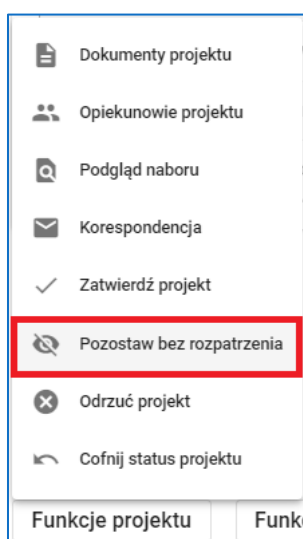 Dokumenty projektu
Opiekunowie projektu
Podgląd naboru
Korespondencja
Zatwierdź projekt
Pozostaw bez rozpatrzenia
Odrzuć projekt
Cofnij status projektu
Funkcje projektu